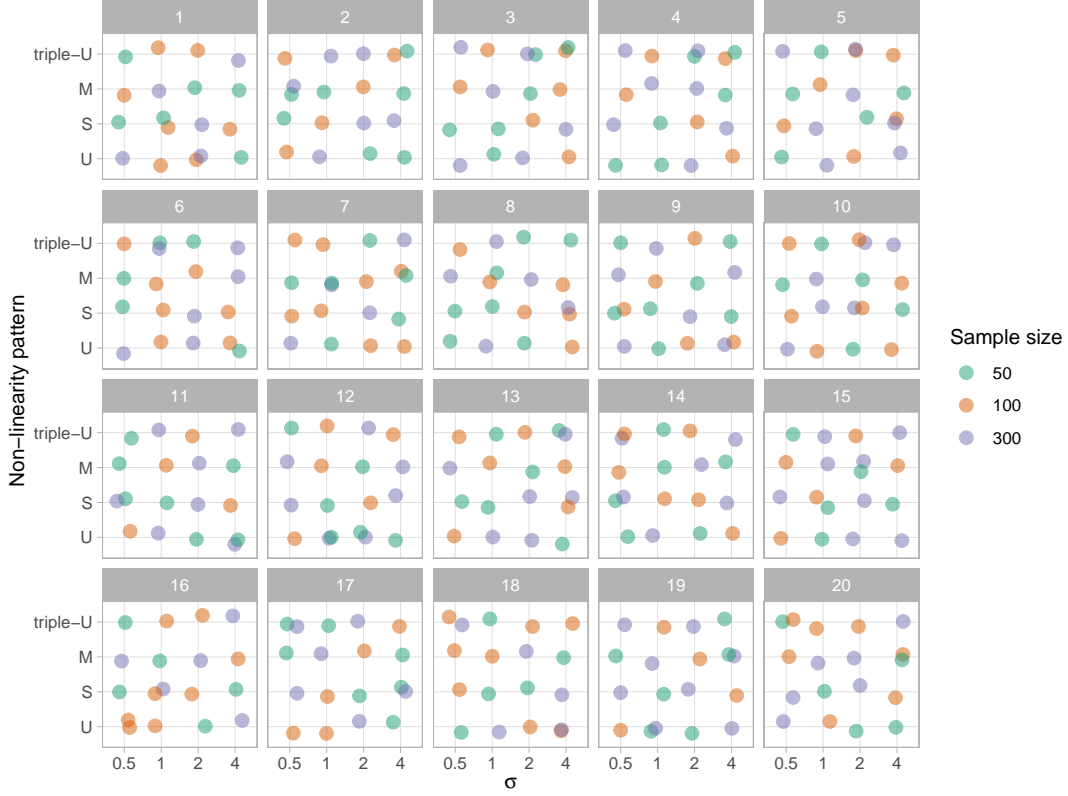 1 2 3 4 5
triple−U
M
S
U
6 7 8 9 10
triple−U
M
S
U
11 12 13 14 15
triple−U
M
S
U
16 17 18 19 20
triple−U
M
S
U
0.5 1 2 4 0.5 1 2 4 0.5 1 2 4 0.5 1 2 4 0.5 1 2 4
σ
Non−linearity pattern
Sample size
50
100
300